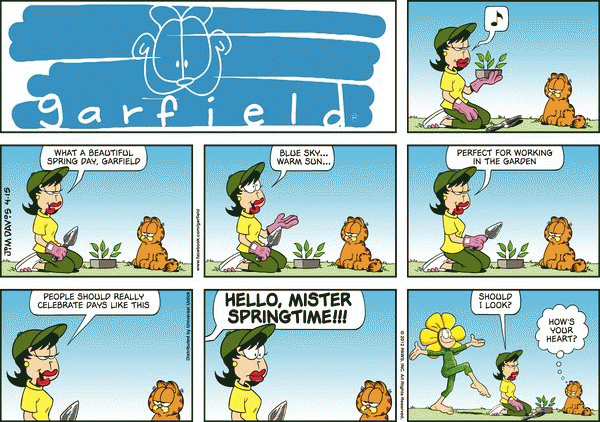 garfield
WHAT A BEAUTIFUL
SPRING DAY, GARFIELD
JIM DAVIS 4-15
BLUE SKY...
WARM SUN...
www.facebook.com/garfield
PERFECT FOR WORKING
IN THE GARDEN
PEOPLE SHOULD REALLY
CELEBRATE DAYS LIKE THIS
Distributed by Universal Uclick
HELLO, MISTER
SPRINGTIME!!!
SHOULD
I LOOK?
HOW'S
YOUR
HEART?
© 2012 PAWS, INC. All Rights Reserved.